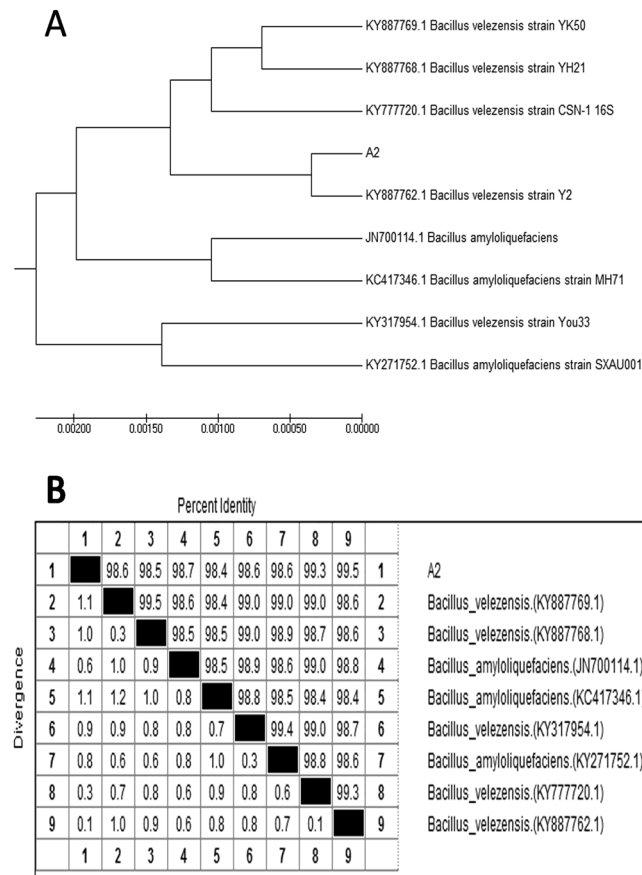 A
KY887769.1 Bacillus velezensis strain YK50
KY887768.1 Bacillus velezensis strain YH21
KY777720.1 Bacillus velezensis strain CSN-1 16S
A2
KY887762.1 Bacillus velezensis strain Y2
JN700114.1 Bacillus amyloliquefaciens
KC417346.1 Bacillus amyloliquefaciens strain MH71
KY317954.1 Bacillus velezensis strain You33
KY271752.1 Bacillus amyloliquefaciens strain SXAU001
0.00200 0.00150 0.00100 0.00050 0.00000
B
Percent Identity
Divergence
1 2 3 4 5 6 7 8 9
1 98.6 98.5 98.7 98.4 98.6 98.6 99.3 99.5 1 A2
2 1.1 99.5 98.6 98.4 99.0 99.0 99.0 98.6 2 Bacillus_velezensis.(KY887769.1)
3 1.0 0.3 98.5 98.5 99.0 98.9 98.7 98.6 3 Bacillus_velezensis.(KY887768.1)
4 0.6 1.0 0.9 98.5 98.9 98.6 99.0 98.8 4 Bacillus_amyloliquefaciens.(JN700114.1)
5 1.1 1.2 1.0 0.8 98.8 98.5 98.4 98.4 5 Bacillus_amyloliquefaciens.(KC417346.1
6 0.9 0.9 0.8 0.8 0.7 99.4 99.0 98.7 6 Bacillus_velezensis.(KY317954.1)
7 0.8 0.6 0.6 0.8 1.0 0.3 98.8 98.6 7 Bacillus_amyloliquefaciens.(KY271752.1)
8 0.3 0.7 0.8 0.6 0.9 0.8 0.6 99.3 8 Bacillus_velezensis.(KY777720.1)
9 0.1 1.0 0.9 0.6 0.8 0.8 0.7 0.1 9 Bacillus_velezensis.(KY887762.1)
1 2 3 4 5 6 7 8 9